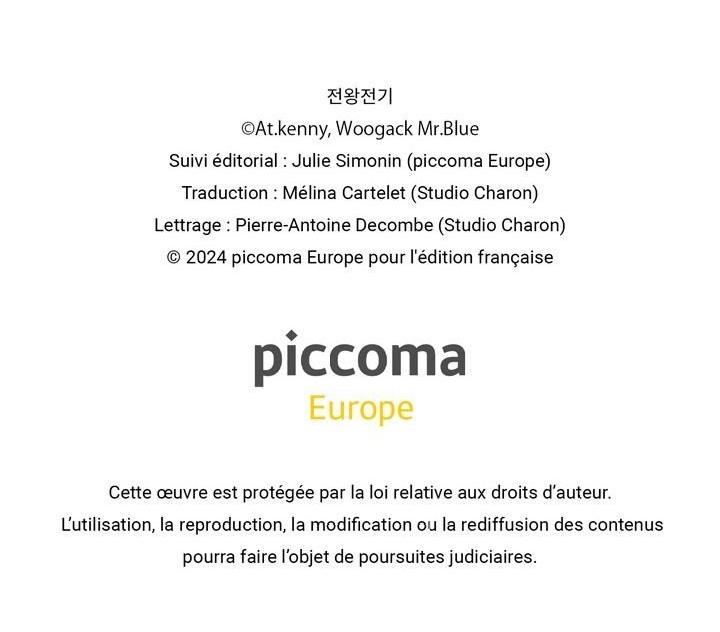 전왕전기
©At.kenny, Woogack Mr.Blue
Suivi éditorial : Julie Simonin (piccoma Europe)
Traduction : Mélina Cartelet (Studio Charon)
Lettrage : Pierre-Antoine Decombe (Studio Charon)
© 2024 piccoma Europe pour l'édition française
piccoma
Europe
Cette œuvre est protégée par la loi relative aux droits d’auteur.
L’utilisation, la reproduction, la modification ou la rediffusion des contenus
pourra faire l’objet de poursuites judiciaires.